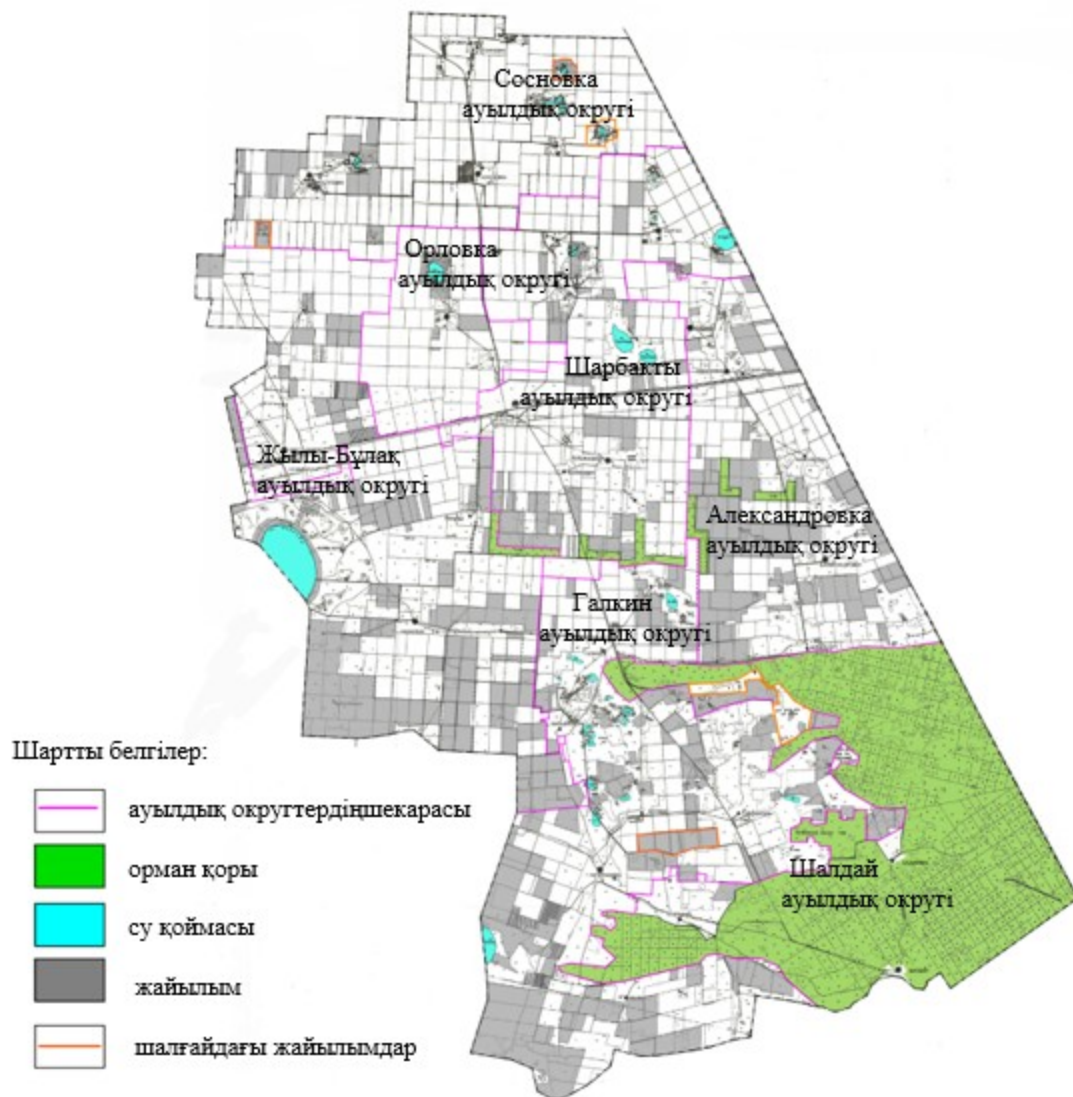 Сосновка
ауылдық округі
Орловка
ауылдық округі
Шарбакты
ауылдық округі
Жылы-Бұлақ
ауылдық округі
Александровка
ауылдық округі
Галкин
ауылдық округі
Шалдай
ауылдық округі
Шартты белгілер:
ауылдық округтердіңшекарасы
орман қоры
су қоймасы
жайылым
шалғайдағы жайылымдар